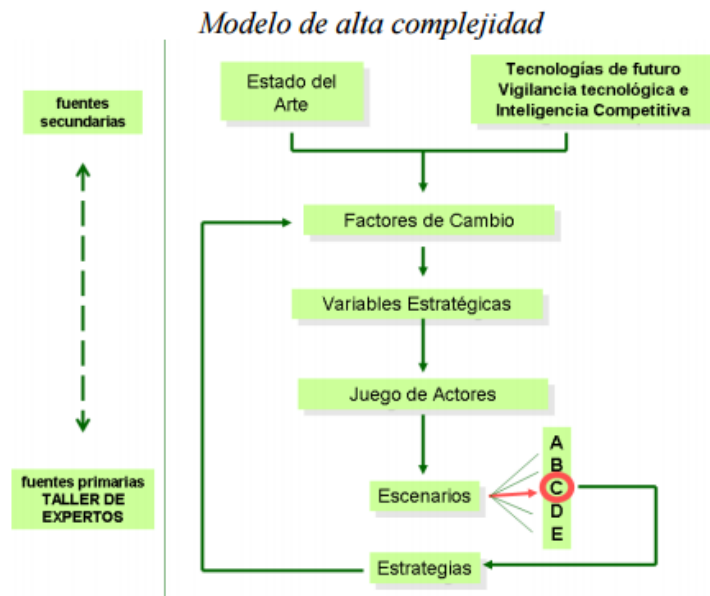 Modelo de alta complejidad
fuentes
secundarias
Estado del
Arte
Tecnologías de futuro
Vigilancia tecnológica e
Inteligencia Competitiva
Factores de Cambio
Variables Estratégicas
Juego de Actores
fuentes primarias
TALLER DE
EXPERTOS
Escenarios
A
B
C
D
E
Estrategias